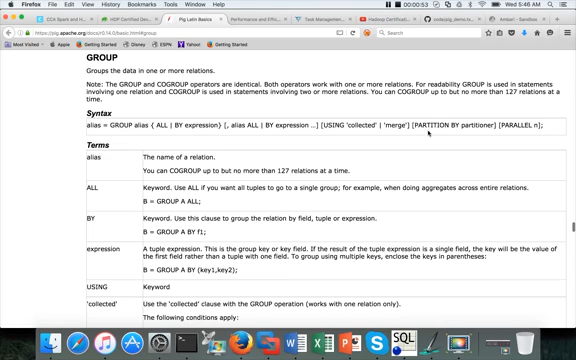 Firefox File Edit View History Bookmarks Tools Window Help
00:00:53 Wed 5:46 AM
CCA Spark and H HDP Certified De Pig Latin Basics Performance and Effic Task Management Hadoop Certificat code/pig_demo.t Ambari - Sandbox
https://pig.apache.org/docs/r0.14.0/basic.html#group Search
Most Visited Apple Getting Started Disney ESPN Yahoo! Getting Started
GROUP
Groups the data in one or more relations.
Note: The GROUP and COGROUP operators are identical. Both operators work with one or more relations. For readability GROUP is used in statements
involving one relation and COGROUP is used in statements involving two or more relations. You can COGROUP up to but no more than 127 relations at a
time.
Syntax
alias = GROUP alias { ALL | BY expression} [, alias ALL | BY expression ...] [USING 'collected' | 'merge'] [PARTITION BY partitioner] [PARALLEL n];
Terms
alias The name of a relation.
You can COGROUP up to but no more than 127 relations at a time.
ALL Keyword. Use ALL if you want all tuples to go to a single group; for example, when doing aggregates across entire relations.
B = GROUP A ALL;
BY Keyword. Use this clause to group the relation by field, tuple or expression.
B = GROUP A BY f1;
expression A tuple expression. This is the group key or key field. If the result of the tuple expression is a single field, the key will be the value of
the first field rather than a tuple with one field. To group using multiple keys, enclose the keys in parentheses:
B = GROUP A BY (key1,key2);
USING Keyword
'collected' Use the 'collected' clause with the GROUP operation (works with one relation only).
The following conditions apply:
SQL